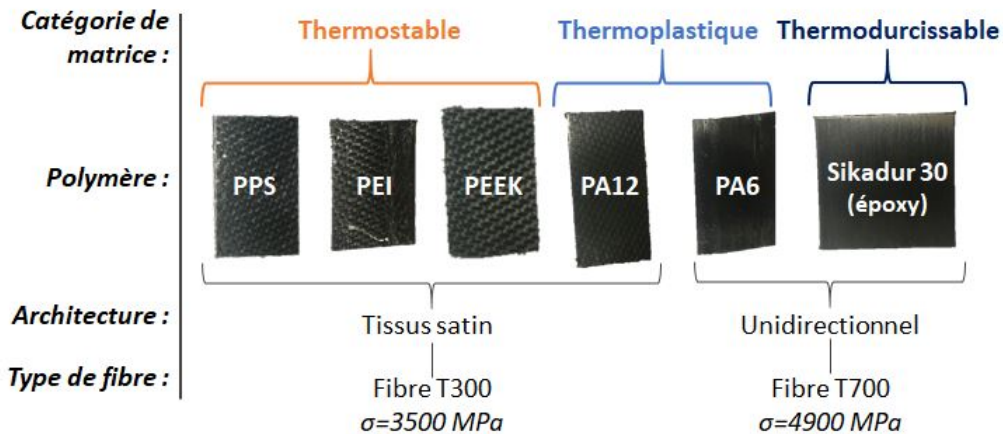 Catégorie de
matrice :
Thermostable
Thermoplastique
Thermodurcissable
Polymère :
PPS
PEI
PEEK
PA12
PA6
Sikadur 30
(époxy)
Architecture :
Tissus satin
Unidirectionnel
Type de fibre :
Fibre T300
σ=3500 MPa
Fibre T700
σ=4900 MPa